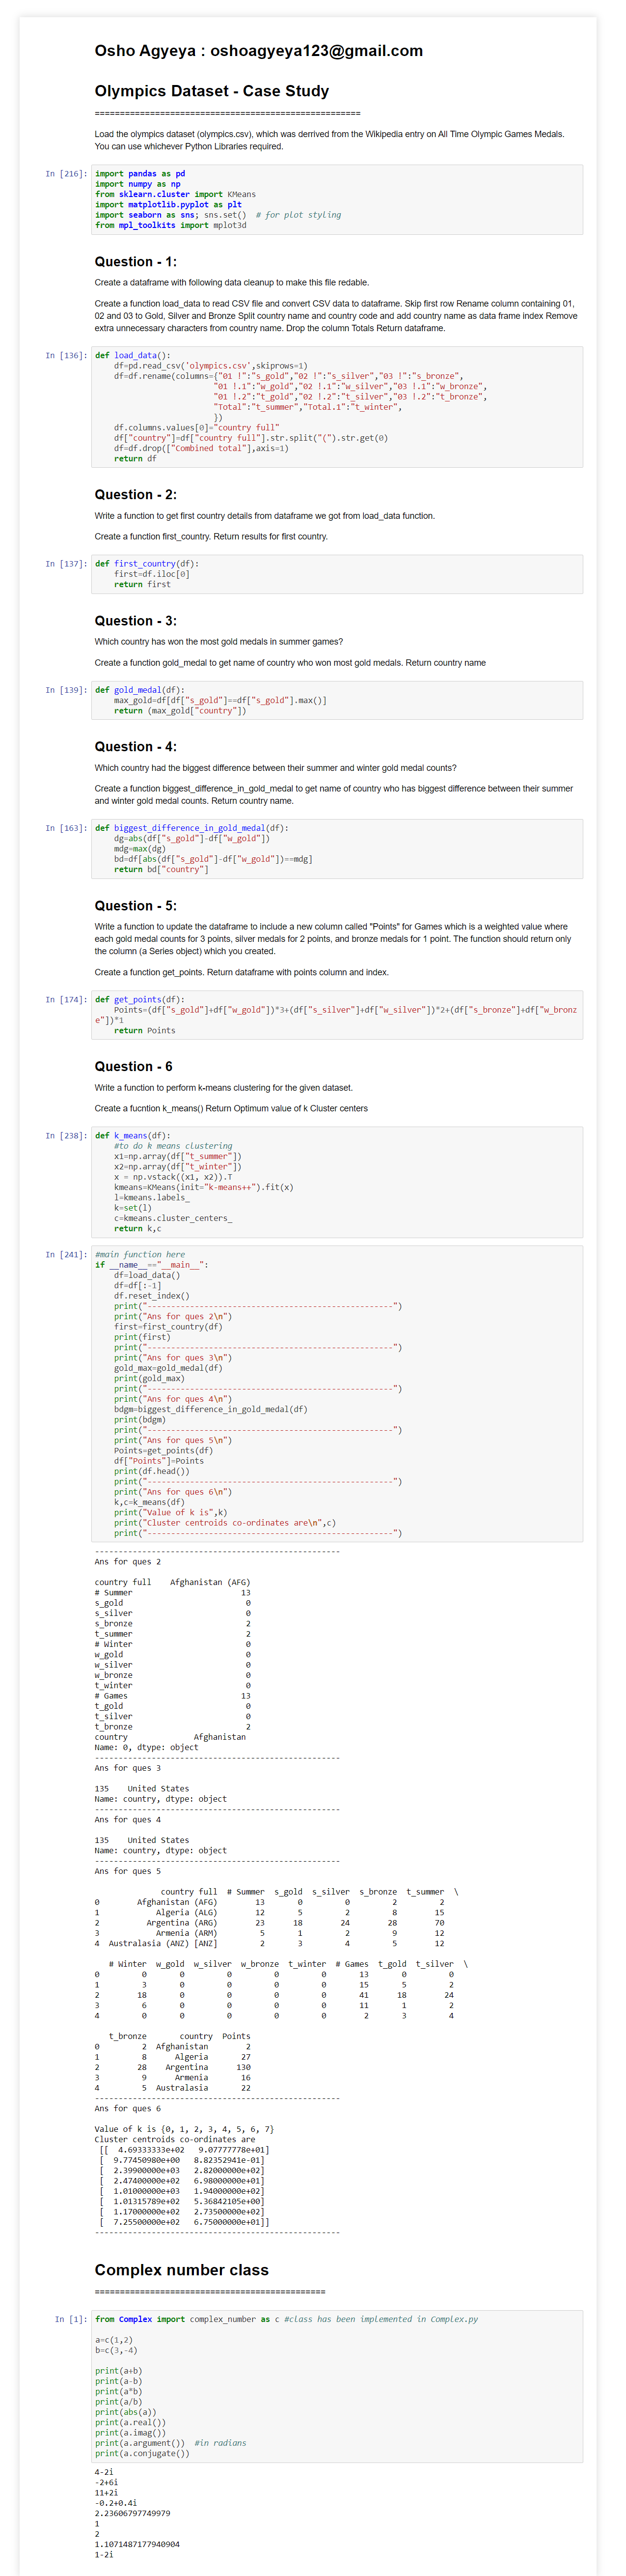 Osho Agyeya : oshoagyeya123@gmail.com
Olympics Dataset - Case Study
=====================================================
Load the olympics dataset (olympics.csv), which was derrived from the Wikipedia entry on All Time Olympic Games Medals.
You can use whichever Python Libraries required.
In [216]: import pandas as pd
import numpy as np
from sklearn.cluster import KMeans
import matplotlib.pyplot as plt
import seaborn as sns; sns.set()  # for plot styling
from mpl_toolkits import mplot3d
Question - 1:
Create a dataframe with following data cleanup to make this file redable.
Create a function load_data to read CSV file and convert CSV data to dataframe. Skip first row Rename column containing 01,
02 and 03 to Gold, Silver and Bronze Split country name and country code and add country name as data frame index Remove
extra unnecessary characters from country name. Drop the column Totals Return dataframe.
In [136]: def load_data():
    df=pd.read_csv('olympics.csv',skiprows=1)
    df=df.rename(columns={"01 !":"s_gold","02 !":"s_silver","03 !":"s_bronze",
                         "01 !.1":"w_gold","02 !.1":"w_silver","03 !.1":"w_bronze",
                         "01 !.2":"t_gold","02 !.2":"t_silver","03 !.2":"t_bronze",
                         "Total":"t_summer","Total.1":"t_winter",
                         })
    df.columns.values[0]="country full"
    df["country"]=df["country full"].str.split("(").str.get(0)
    df=df.drop(["Combined total"],axis=1)
    return df
Question - 2:
Write a function to get first country details from dataframe we got from load_data function.
Create a function first_country. Return results for first country.
In [137]: def first_country(df):
    first=df.iloc[0]
    return first
Question - 3:
Which country has won the most gold medals in summer games?
Create a function gold_medal to get name of country who won most gold medals. Return country name
In [139]: def gold_medal(df):
    max_gold=df[df["s_gold"]==df["s_gold"].max()]
    return (max_gold["country"])
Question - 4:
Which country had the biggest difference between their summer and winter gold medal counts?
Create a function biggest_difference_in_gold_medal to get name of country who has biggest difference between their summer
and winter gold medal counts. Return country name.
In [163]: def biggest_difference_in_gold_medal(df):
    dg=abs(df["s_gold"]-df["w_gold"])
    mdg=max(dg)
    bd=df[abs(df["s_gold"]-df["w_gold"])==mdg]
    return bd["country"]
Question - 5:
Write a function to update the dataframe to include a new column called "Points" for Games which is a weighted value where
each gold medal counts for 3 points, silver medals for 2 points, and bronze medals for 1 point. The function should return only
the column (a Series object) which you created.
Create a function get_points. Return dataframe with points column and index.
In [174]: def get_points(df):
    Points=(df["s_gold"]+df["w_gold"])*3+(df["s_silver"]+df["w_silver"])*2+(df["s_bronze"]+df["w_bronz
e"])*1
    return Points
Question - 6
Write a function to perform k-means clustering for the given dataset.
Create a fucntion k_means() Return Optimum value of k Cluster centers
In [238]: def k_means(df):
    #to do k means clustering
    x1=np.array(df["t_summer"])
    x2=np.array(df["t_winter"])
    x = np.vstack((x1, x2)).T
    kmeans=KMeans(init="k-means++").fit(x)
    l=kmeans.labels_
    k=set(l)
    c=kmeans.cluster_centers_
    return k,c
In [241]: #main function here
if __name__=="__main__":
    df=load_data()
    df=df[:-1]
    df.reset_index()
    print("----------------------------------------------------")
    print("Ans for ques 2\n")
    first=first_country(df)
    print(first)
    print("----------------------------------------------------")
    print("Ans for ques 3\n")
    gold_max=gold_medal(df)
    print(gold_max)
    print("----------------------------------------------------")
    print("Ans for ques 4\n")
    bdgm=biggest_difference_in_gold_medal(df)
    print(bdgm)
    print("----------------------------------------------------")
    print("Ans for ques 5\n")
    Points=get_points(df)
    df["Points"]=Points
    print(df.head())
    print("----------------------------------------------------")
    print("Ans for ques 6\n")
    k,c=k_means(df)
    print("Value of k is",k)
    print("Cluster centroids co-ordinates are\n",c)
    print("----------------------------------------------------")
----------------------------------------------------
Ans for ques 2
country full    Afghanistan (AFG)
# Summer                       13
s_gold                          0
s_silver                        0
s_bronze                        2
t_summer                        2
# Winter                        0
w_gold                          0
w_silver                        0
w_bronze                        0
t_winter                        0
# Games                        13
t_gold                          0
t_silver                        0
t_bronze                        2
country              Afghanistan
Name: 0, dtype: object
----------------------------------------------------
Ans for ques 3
135    United States
Name: country, dtype: object
----------------------------------------------------
Ans for ques 4
135    United States
Name: country, dtype: object
----------------------------------------------------
Ans for ques 5
              country full  # Summer  s_gold  s_silver  s_bronze  t_summer  \
0        Afghanistan (AFG)        13       0         0         2         2
1            Algeria (ALG)        12       5         2         8        15
2          Argentina (ARG)        23      18        24        28        70
3            Armenia (ARM)         5       1         2         9        12
4  Australasia (ANZ) [ANZ]         2       3         4         5        12
   # Winter  w_gold  w_silver  w_bronze  t_winter  # Games  t_gold  t_silver  \
0         0       0         0         0         0       13       0         0
1         3       0         0         0         0       15       5         2
2        18       0         0         0         0       41      18        24
3         6       0         0         0         0       11       1         2
4         0       0         0         0         0        2       3         4
   t_bronze       country  Points
0         2  Afghanistan       2
1         8      Algeria      27
2        28    Argentina     130
3         9      Armenia      16
4         5  Australasia      22
----------------------------------------------------
Ans for ques 6
Value of k is {0, 1, 2, 3, 4, 5, 6, 7}
Cluster centroids co-ordinates are
 [[  4.69333333e+02   9.07777778e+01]
 [  9.77450980e+00   8.82352941e-01]
 [  2.39900000e+03   2.82000000e+02]
 [  2.47400000e+02   6.98000000e+01]
 [  1.01000000e+03   1.94000000e+02]
 [  1.01315789e+02   5.36842105e+00]
 [  1.17000000e+02   2.73500000e+02]
 [  7.25500000e+02   6.75000000e+01]]
----------------------------------------------------
Complex number class
==============================================
In [1]: from Complex import complex_number as c #class has been implemented in Complex.py
a=c(1,2)
b=c(3,-4)
print(a+b)
print(a-b)
print(a*b)
print(a/b)
print(abs(a))
print(a.real())
print(a.imag())
print(a.argument())  #in radians
print(a.conjugate())
4-2i
-2+6i
11+2i
-0.2+0.4i
2.23606797749979
1
2
1.1071487177940904
1-2i